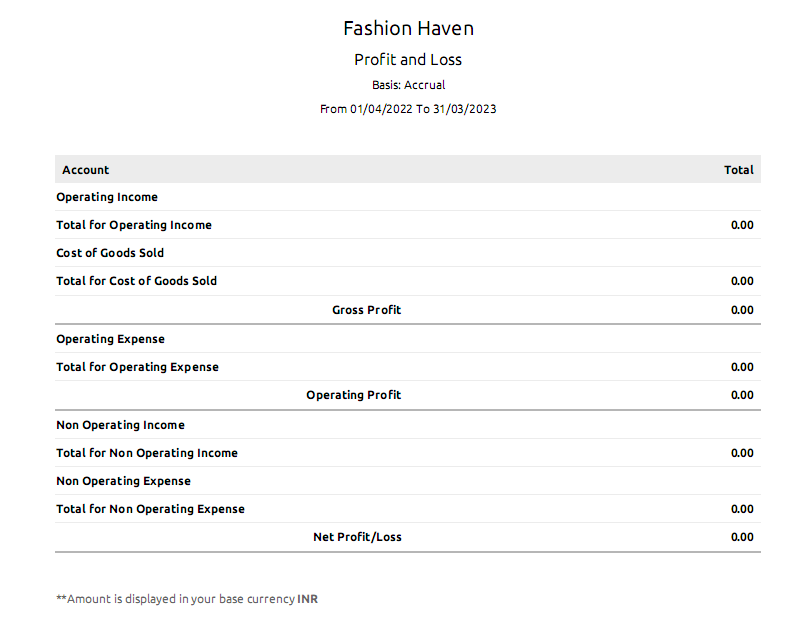 Fashion Haven
Profit and Loss
Basis: Accrual
From 01/04/2022 To 31/03/2023
Account Total
Operating Income
Total for Operating Income 0.00
Cost of Goods Sold
Total for Cost of Goods Sold 0.00
Gross Profit 0.00
Operating Expense
Total for Operating Expense 0.00
Operating Profit 0.00
Non Operating Income
Total for Non Operating Income 0.00
Non Operating Expense
Total for Non Operating Expense 0.00
Net Profit/Loss 0.00
**Amount is displayed in your base currency INR